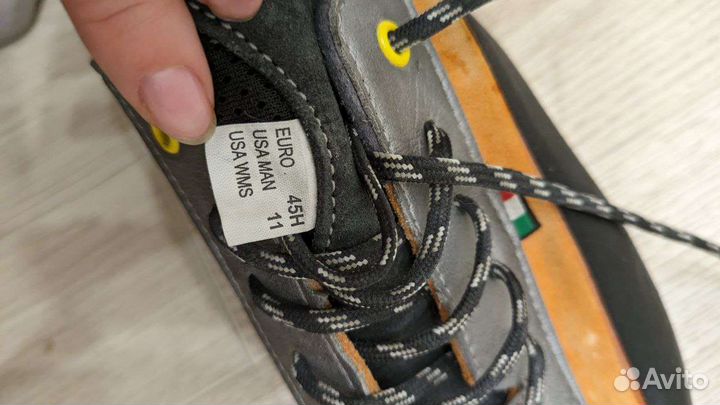 EURO. 45H
USA MAN 11
USA WMS
Avito